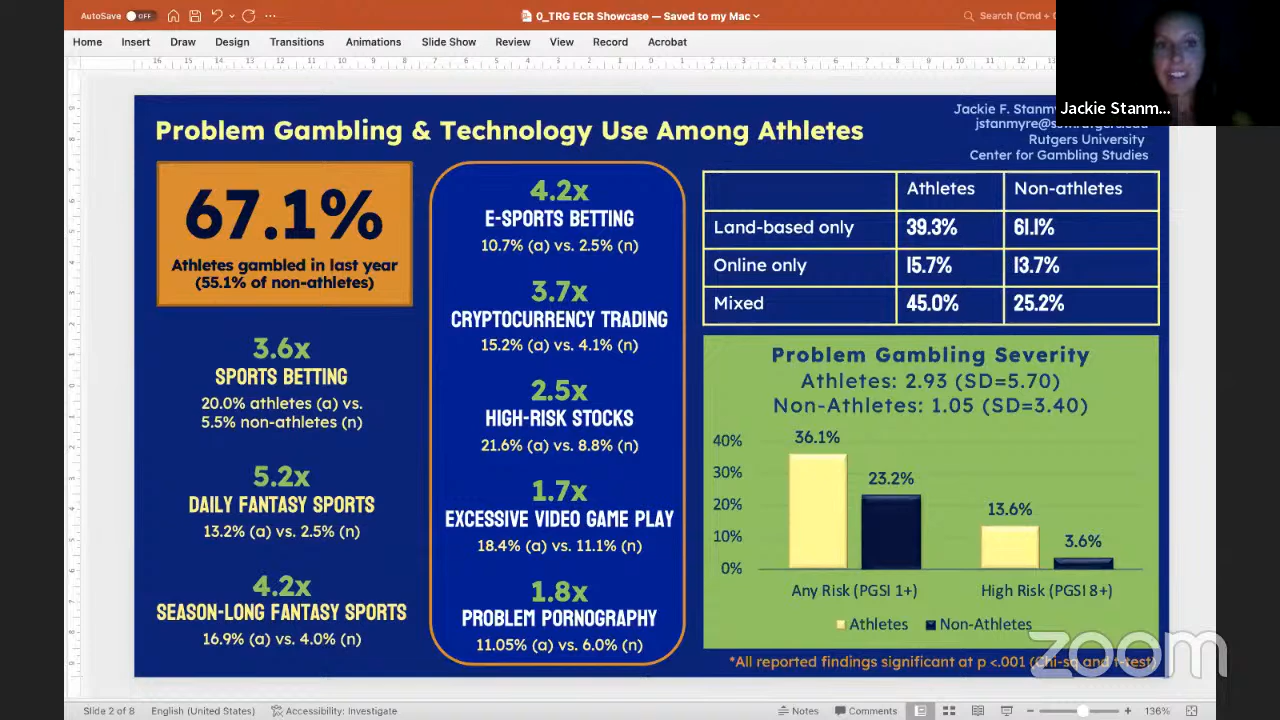 AutoSave OFF
0_TRG ECR Showcase — Saved to my Mac
Search (Cmd + C
Home Insert Draw Design Transitions Animations Slide Show Review View Record Acrobat
Jackie Stanm...
Problem Gambling & Technology Use Among Athletes
Jackie F. Stanmy
Rutgers University
Center for Gambling Studies
67.1%
Athletes gambled in last year
(55.1% of non-athletes)
3.6x
SPORTS BETTING
20.0% athletes (a) vs.
5.5% non-athletes (n)
5.2x
DAILY FANTASY SPORTS
13.2% (a) vs. 2.5% (n)
4.2x
SEASON-LONG FANTASY SPORTS
16.9% (a) vs. 4.0% (n)
4.2x
E-SPORTS BETTING
10.7% (a) vs. 2.5% (n)
3.7x
CRYPTOCURRENCY TRADING
15.2% (a) vs. 4.1% (n)
2.5x
HIGH-RISK STOCKS
21.6% (a) vs. 8.8% (n)
1.7x
EXCESSIVE VIDEO GAME PLAY
18.4% (a) vs. 11.1% (n)
1.8x
PROBLEM PORNOGRAPHY
11.05% (a) vs. 6.0% (n)
Athletes Non-athletes
Land-based only 39.3% 61.1%
Online only 15.7% 13.7%
Mixed 45.0% 25.2%
Problem Gambling Severity
Athletes: 2.93 (SD=5.70)
Non-Athletes: 1.05 (SD=3.40)
40%
30%
20%
10%
0%
36.1%
23.2%
13.6%
3.6%
Any Risk (PGSI 1+) High Risk (PGSI 8+)
Athletes Non-Athletes
*All reported findings significant at p <.001 (Chi-sq and t-test)
zoom
Slide 2 of 8 English (United States) Accessibility: Investigate Notes Comments 136%